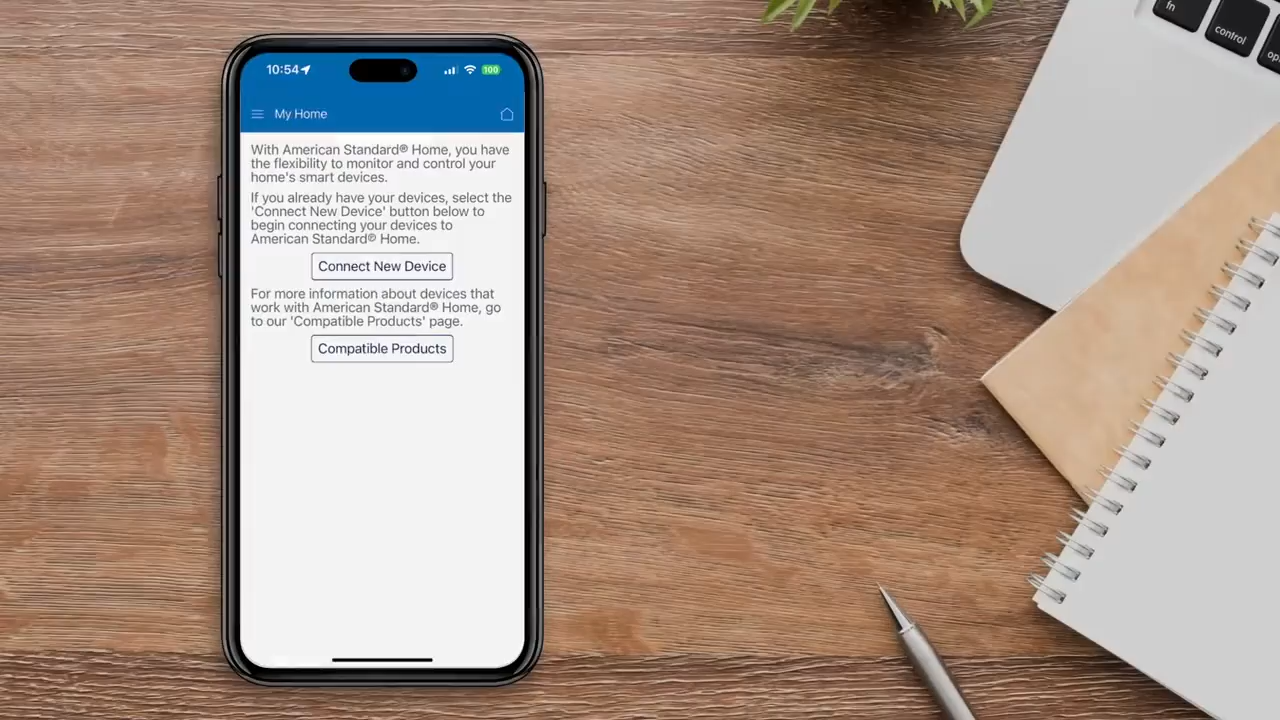 10:54
100
My Home
With American Standard® Home, you have
the flexibility to monitor and control your
home's smart devices.
If you already have your devices, select the
'Connect New Device' button below to
begin connecting your devices to
American Standard® Home.
Connect New Device
For more information about devices that
work with American Standard® Home, go
to our 'Compatible Products' page.
Compatible Products
fn
control
op